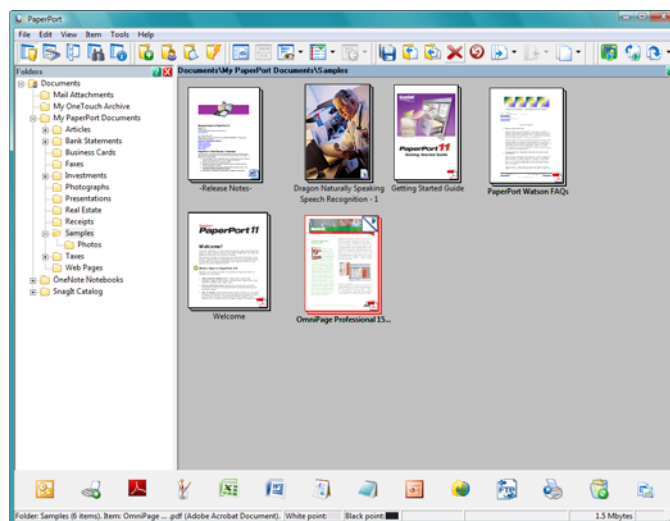 PaperPort
File Edit View Item Tools Help
Folders
Documents\My PaperPort Documents\Samples
Documents
Mail Attachments
My OneTouch Archive
My PaperPort Documents
Articles
Bank Statements
Business Cards
Faxes
Investments
Photographs
Presentations
Real Estate
Receipts
Samples
Photos
Taxes
Web Pages
OneNote Notebooks
SnagIt Catalog
-Release Notes-
Dragon Naturally Speaking
Speech Recognition - 1
PaperPort 11
Getting Started Guide
Getting Started Guide
PaperPort Watson FAQs
PaperPort 11
Welcome!
Welcome
OmniPage Professional 15...
FTP
Folder: Samples (6 items). Item: OmniPage ... .pdf (Adobe Acrobat Document). White point: Black point: 1.5 Mbytes